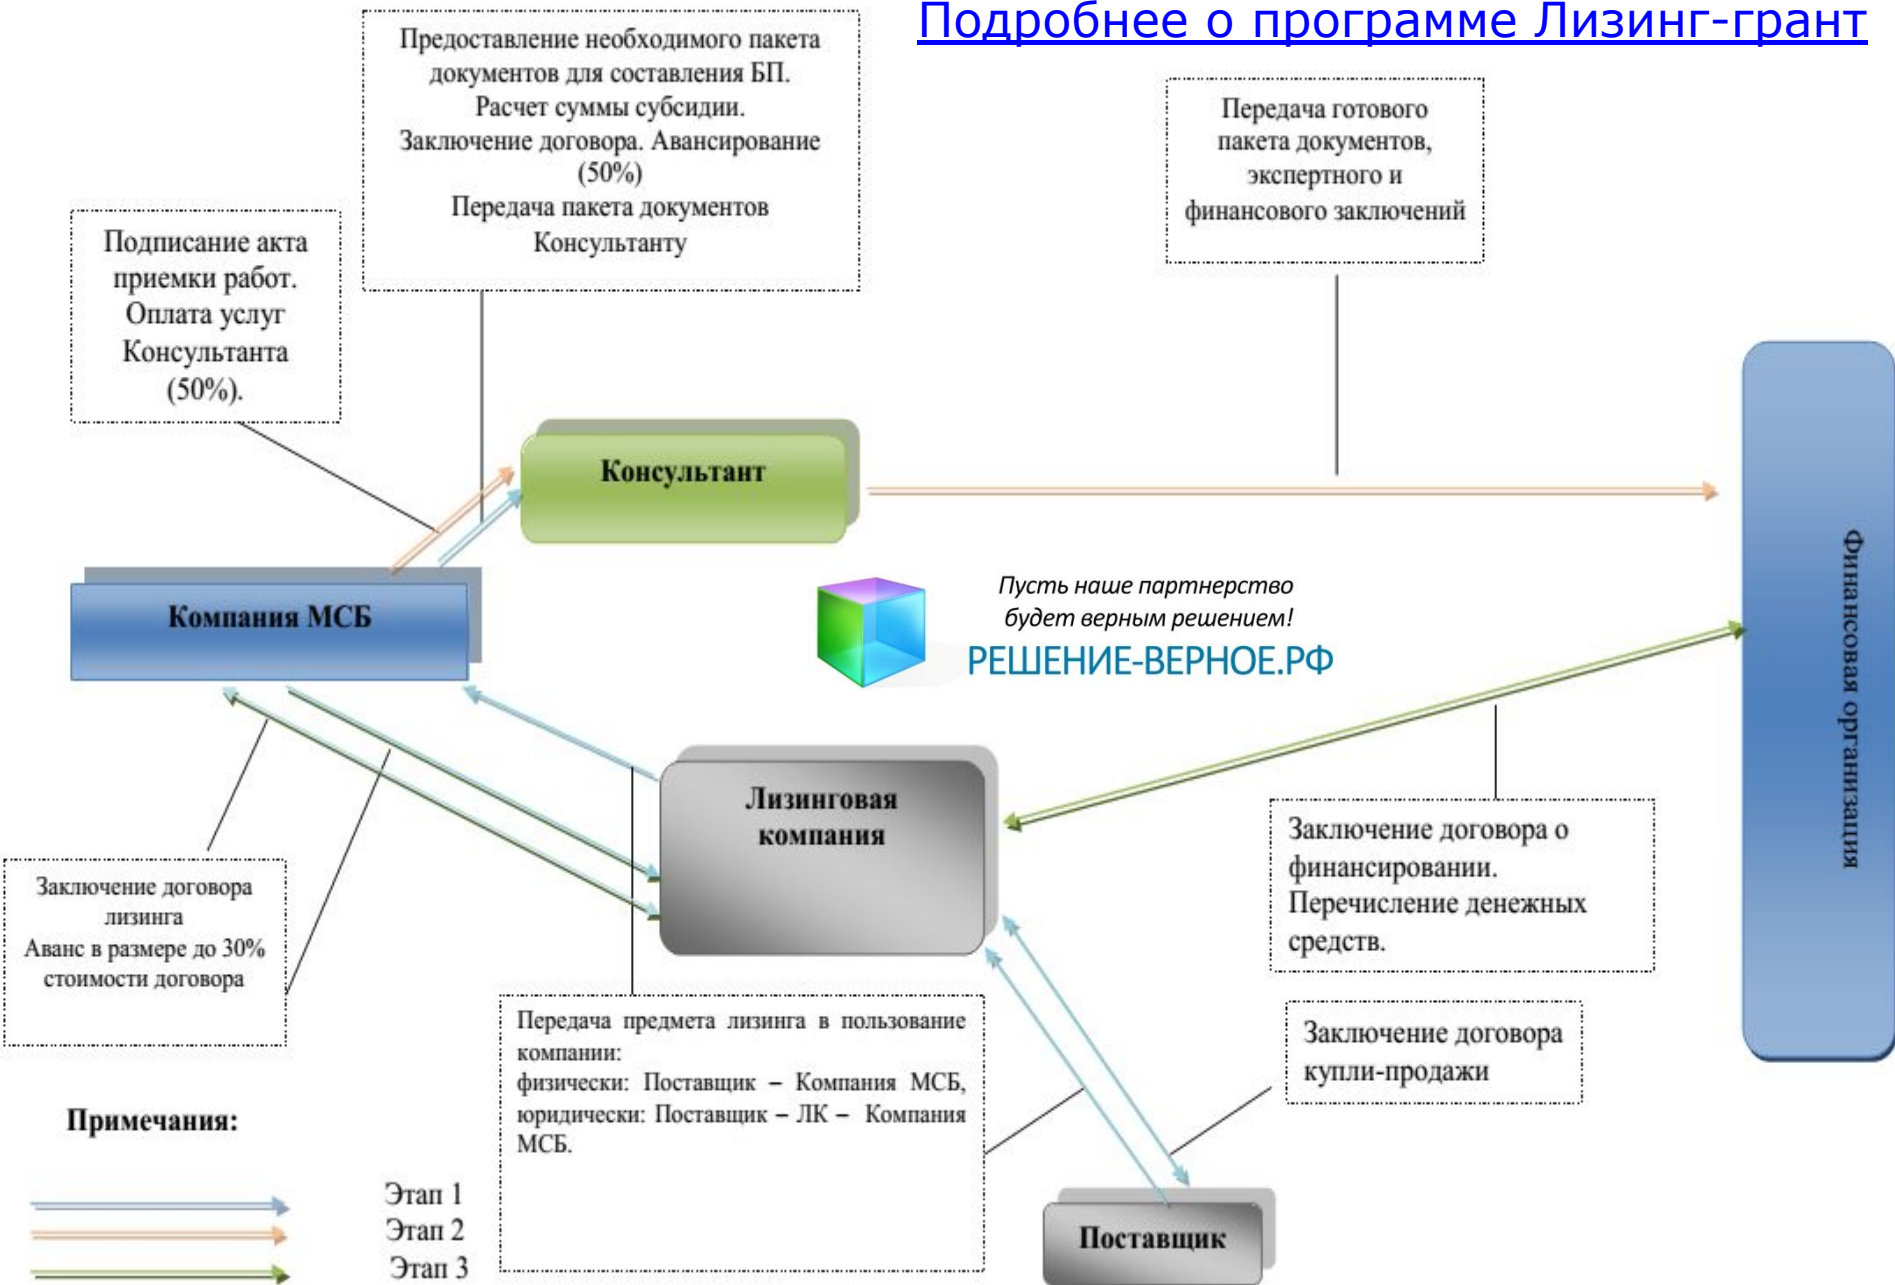 Подробнее о программе Лизинг-грант
Предоставление необходимого пакета
документов для составления БП.
Расчет суммы субсидии.
Заключение договора. Авансирование
(50%)
Передача пакета документов
Консультанту
Передача готового
пакета документов,
экспертного и
финансового заключений
Подписание акта
приемки работ.
Оплата услуг
Консультанта
(50%).
Консультант
Компания МСБ
Пусть наше партнерство
будет верным решением!
РЕШЕНИЕ-ВЕРНОЕ.РФ
Финансовая организация
Лизинговая
компания
Заключение договора о
финансировании.
Перечисление денежных
средств.
Заключение договора
лизинга
Аванс в размере до 30%
стоимости договора
Передача предмета лизинга в пользование
компании:
физически: Поставщик – Компания МСБ,
юридически: Поставщик – ЛК – Компания
МСБ.
Заключение договора
купли-продажи
Поставщик
Примечания:
Этап 1
Этап 2
Этап 3